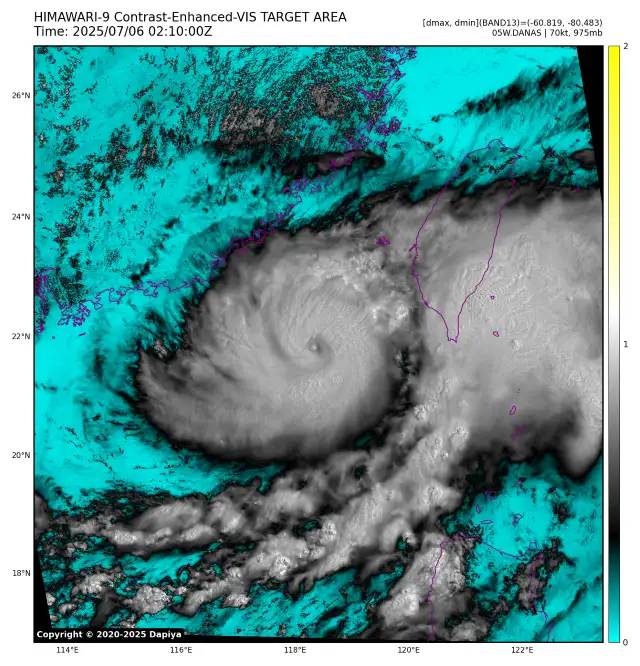 HIMAWARI-9 Contrast-Enhanced-VIS TARGET AREA
Time: 2025/07/06 02:10:00Z
[dmax, dmin](BAND13)=(-60.819, -80.483)
05W.DANAS | 70kt, 975mb
26°N
24°N
22°N
20°N
18°N
114°E
116°E
118°E
120°E
122°E
2
1
0
Copyright © 2020-2025 Dapiya